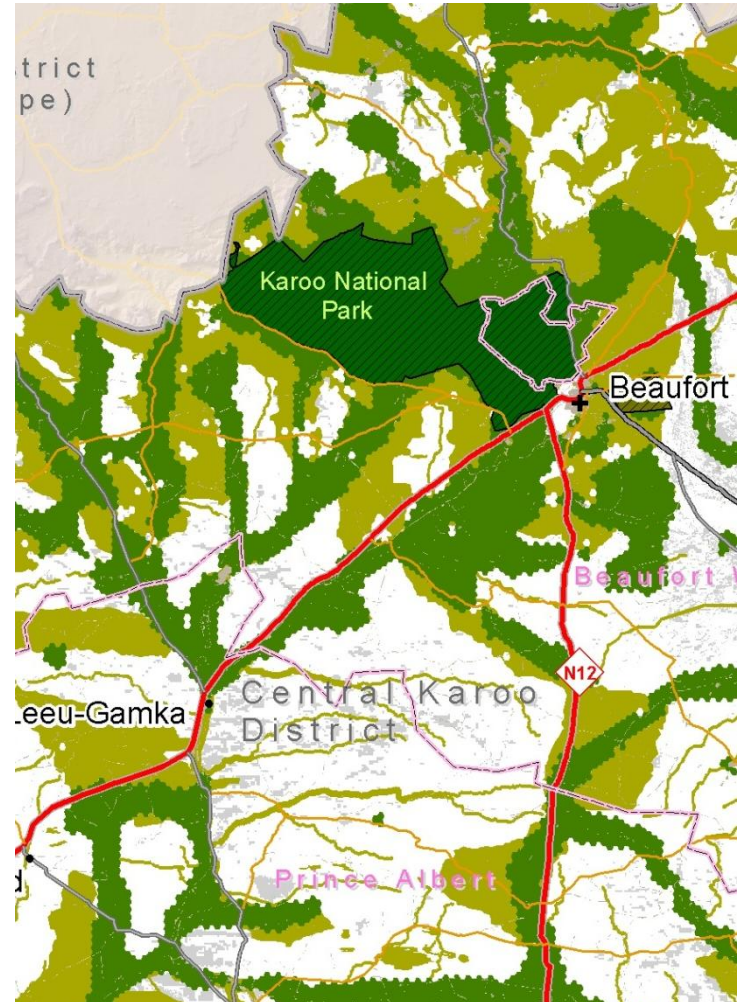 trict
pe)
Karoo National
Park
Beaufort
Beaufort W
N12
Leeu-Gamka
Central Karoo
District
Prince Albert
d